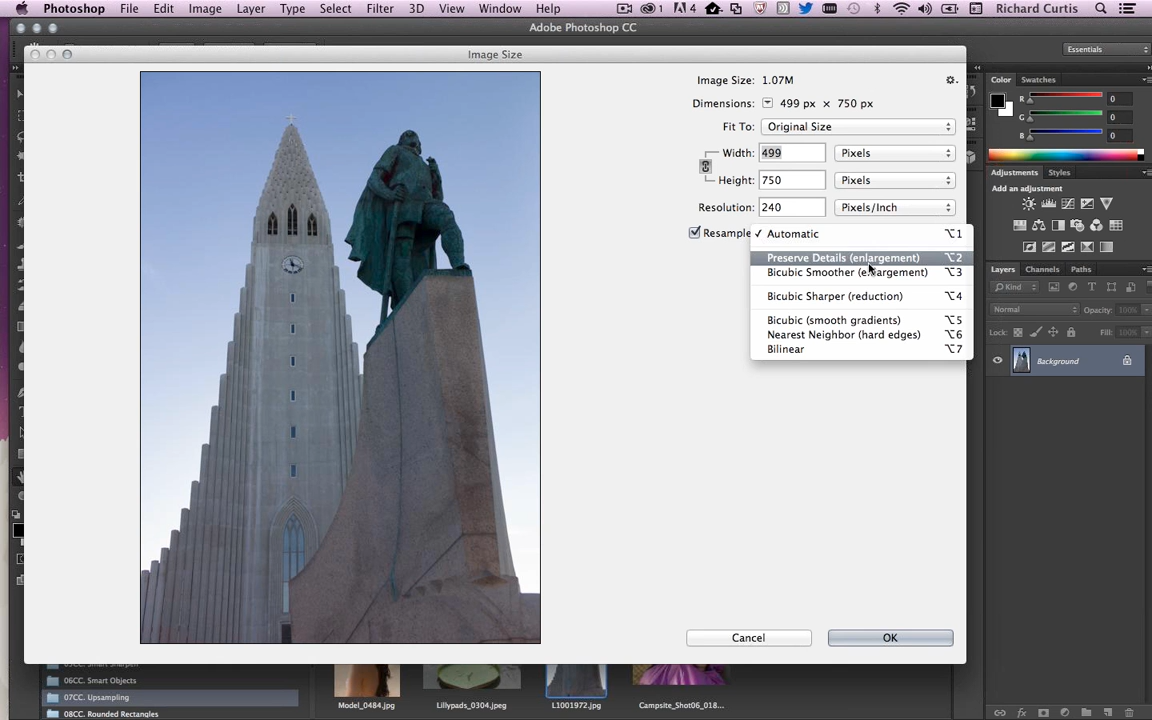 Photoshop File Edit Image Layer Type Select Filter 3D View Window Help 1 4 Richard Curtis
Adobe Photoshop CC
Image Size
Essentials
Image Size: 1.07M
Dimensions: 499 px × 750 px
Fit To: Original Size
Width: 499 Pixels
Height: 750 Pixels
Resolution: 240 Pixels/Inch
Resample
✓ Automatic ⌥1
Preserve Details (enlargement) ⌥2
Bicubic Smoother (enlargement) ⌥3
Bicubic Sharper (reduction) ⌥4
Bicubic (smooth gradients) ⌥5
Nearest Neighbor (hard edges) ⌥6
Bilinear ⌥7
Cancel OK
Color Swatches
R 0
G 0
B 0
Adjustments Styles
Add an adjustment
Layers Channels Paths
Kind
Normal Opacity:
Lock: Fill:
Background
06CC. Smart Objects
07CC. Upsampling
08CC. Rounded Rectangles
Model_0484.jpg Lillypads_0304.jpeg L1001972.jpg Campsite_Shot06_018...